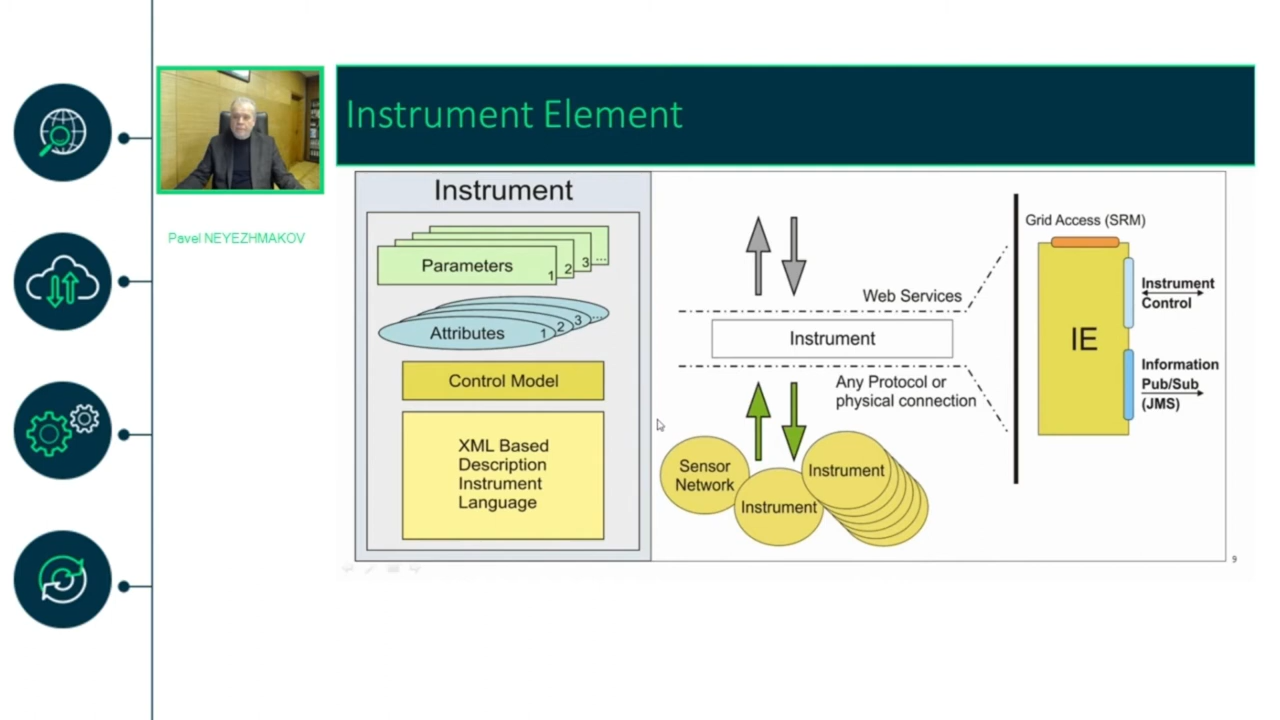 Instrument Element
Pavel NEYEZHMAKOV
Instrument
Parameters
1
2
3
...
Attributes
1
2
3
...
Control Model
XML Based
Description
Instrument
Language
Web Services
Instrument
Any Protocol or
physical connection
Sensor
Network
Instrument
Instrument
Grid Access (SRM)
IE
Instrument
Control
Information
Pub/Sub
(JMS)
9